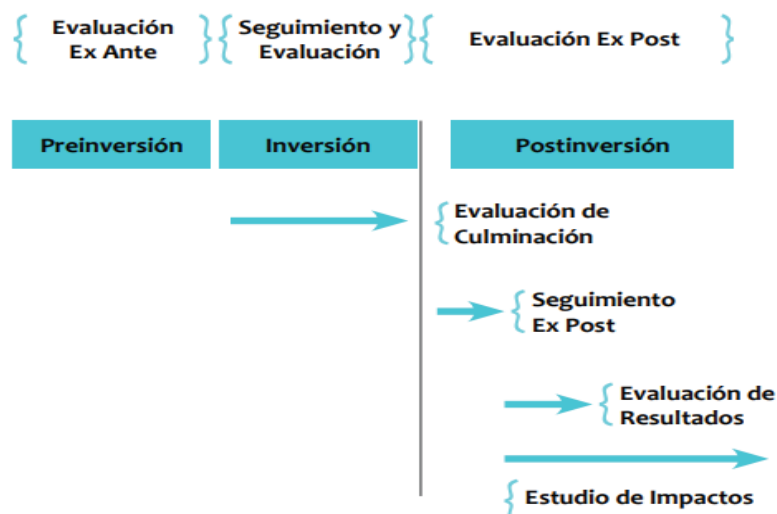 Evaluación
Ex Ante
Seguimiento y
Evaluación
Evaluación Ex Post
Preinversión
Inversión
Postinversión
Evaluación de
Culminación
Seguimiento
Ex Post
Evaluación de
Resultados
Estudio de Impactos